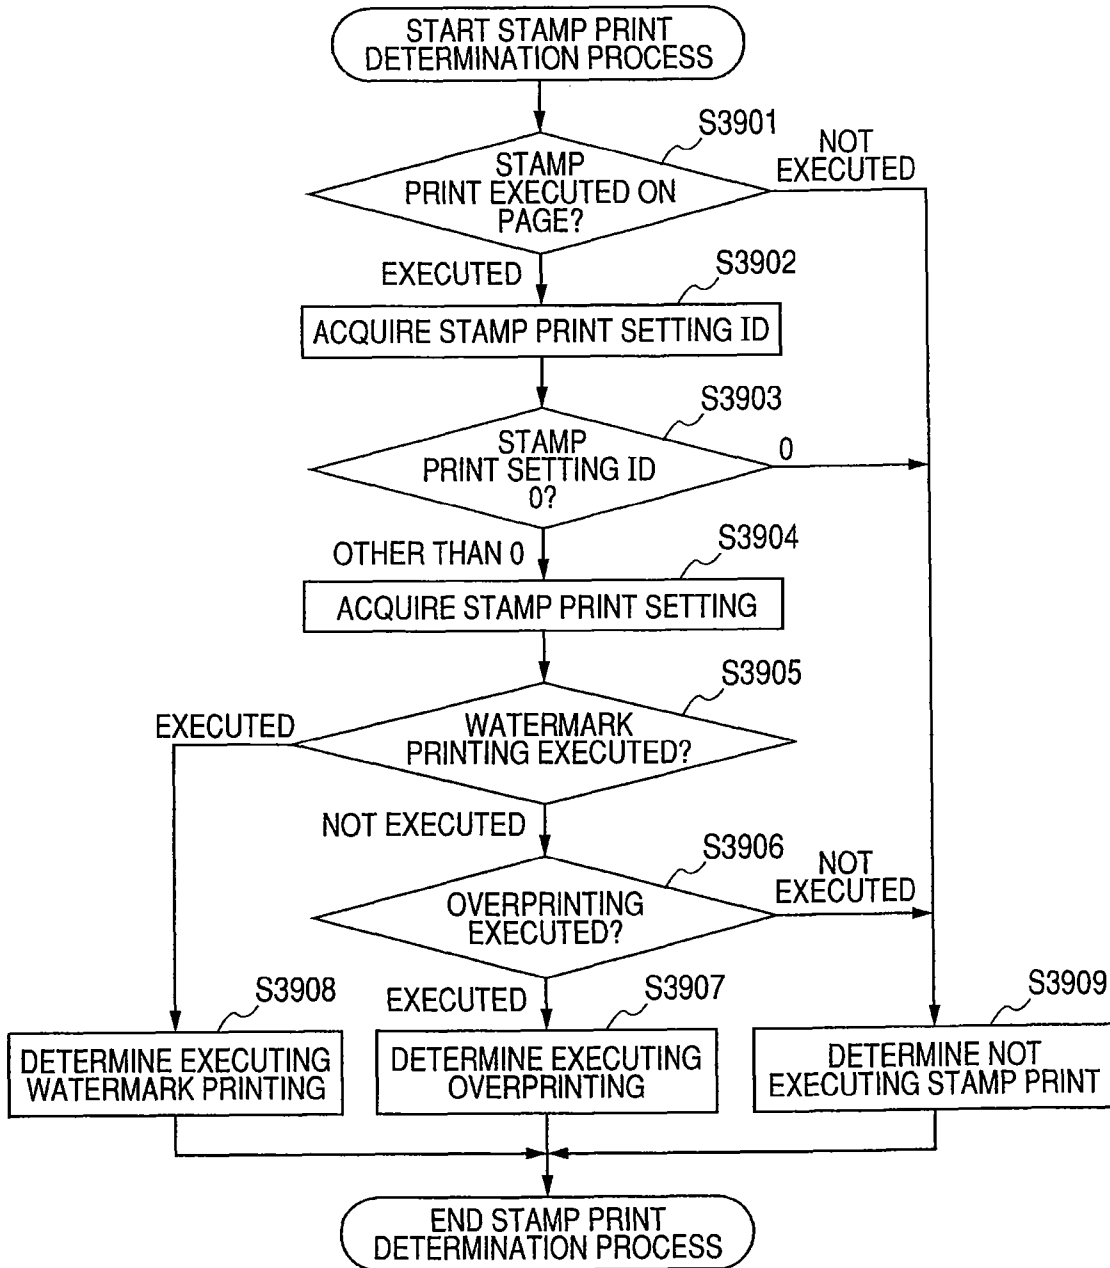 START STAMP PRINT
DETERMINATION PROCESS
S3901
NOT
EXECUTED
STAMP
PRINT EXECUTED ON
PAGE?
EXECUTED
S3902
ACQUIRE STAMP PRINT SETTING ID
S3903
STAMP
PRINT SETTING ID
0?
0
OTHER THAN 0
S3904
ACQUIRE STAMP PRINT SETTING
S3905
EXECUTED
WATERMARK
PRINTING EXECUTED?
NOT EXECUTED
S3906
NOT
EXECUTED
OVERPRINTING
EXECUTED?
S3908
EXECUTED
S3907
S3909
DETERMINE EXECUTING
WATERMARK PRINTING
DETERMINE EXECUTING
OVERPRINTING
DETERMINE NOT
EXECUTING STAMP PRINT
END STAMP PRINT
DETERMINATION PROCESS